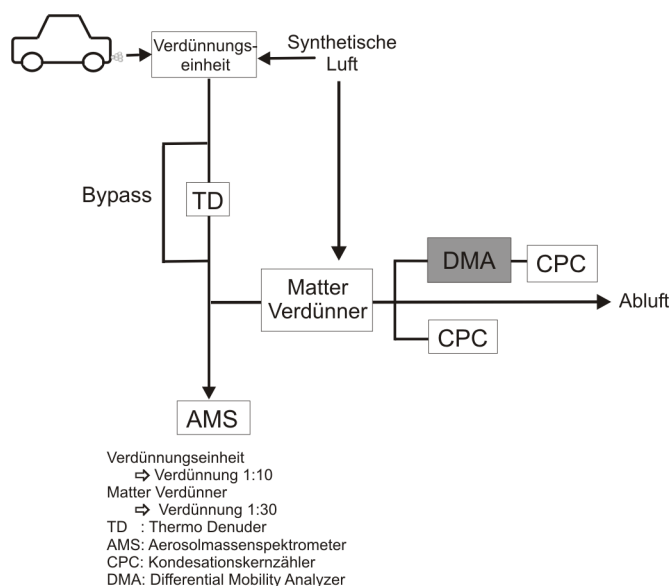 Verdünnungs-
einheit
Synthetische
Luft
Bypass
TD
DMA
CPC
Matter
Verdünner
Abluft
CPC
AMS
Verdünnungseinheit
⇨ Verdünnung 1:10
Matter Verdünner
⇨ Verdünnung 1:30
TD : Thermo Denuder
AMS: Aerosolmassenspektrometer
CPC: Kondesationskernzähler
DMA: Differential Mobility Analyzer